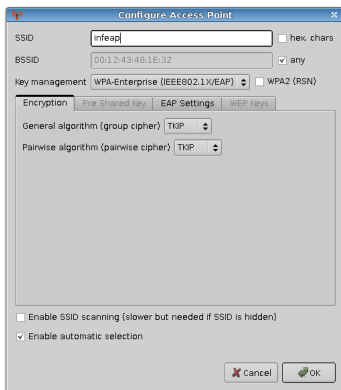 Configure Access Point
SSID infeap hex. chars
BSSID 00:12:43:48:1E:32 any
Key management WPA-Enterprise (IEEE802.1X/EAP) WPA2 (RSN)
Encryption Pre Shared Key EAP Settings WEP Keys
General algorithm (group cipher) TKIP
Pairwise algorithm (pairwise cipher) TKIP
Enable SSID scanning (slower but needed if SSID is hidden)
Enable automatic selection
Cancel OK